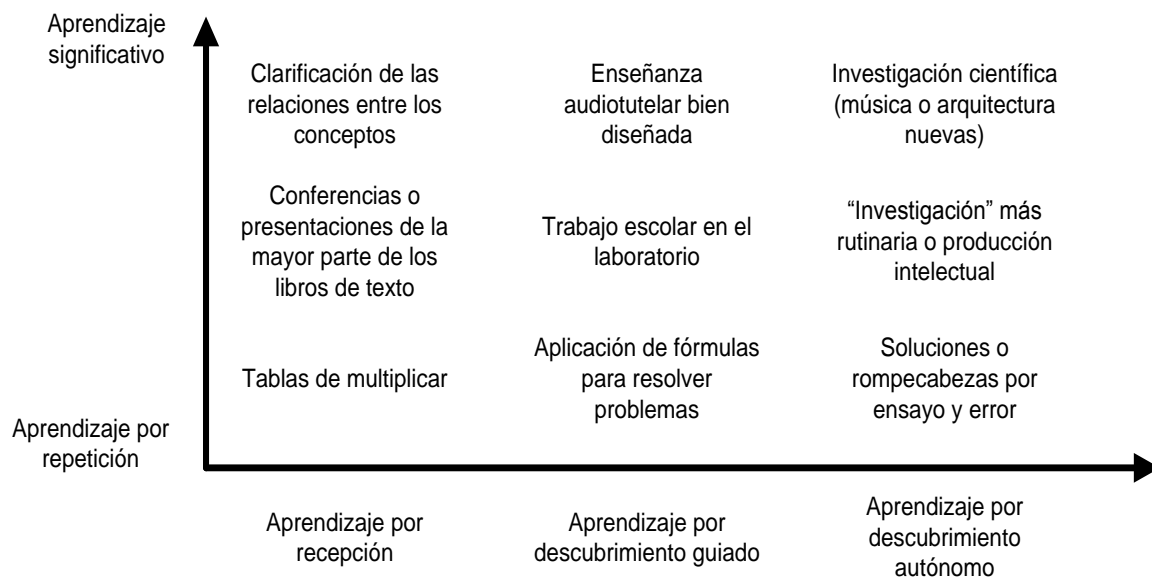 Aprendizaje
significativo
Clarificación de las
relaciones entre los
conceptos
Enseñanza
audiotutelar bien
diseñada
Investigación científica
(música o arquitectura
nuevas)
Conferencias o
presentaciones de la
mayor parte de los
libros de texto
Trabajo escolar en el
laboratorio
“Investigación” más
rutinaria o producción
intelectual
Tablas de multiplicar
Aplicación de fórmulas
para resolver
problemas
Soluciones o
rompecabezas por
ensayo y error
Aprendizaje por
repetición
Aprendizaje por
recepción
Aprendizaje por
descubrimiento guiado
Aprendizaje por
descubrimiento
autónomo